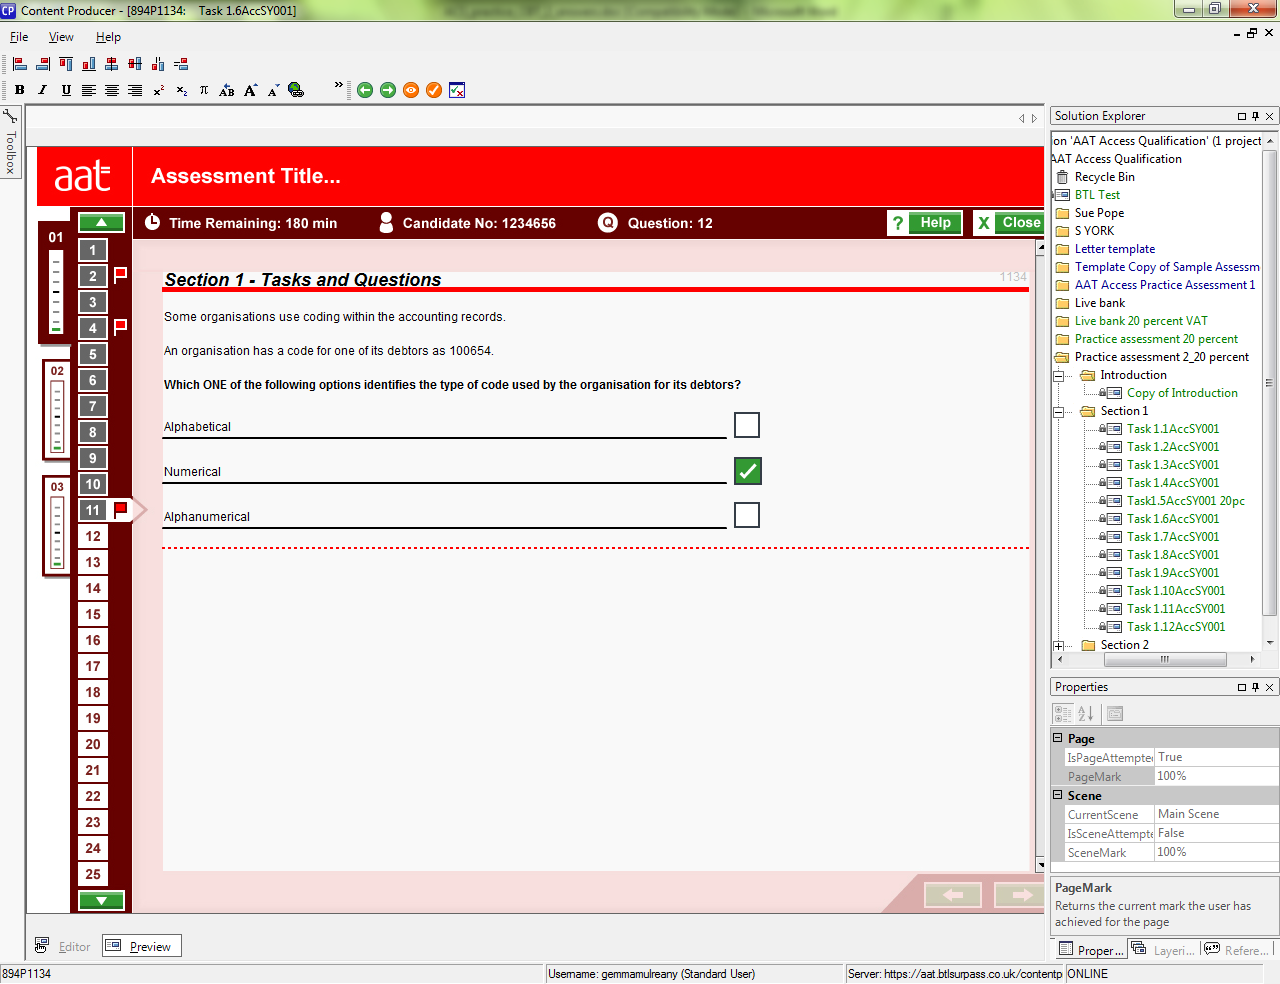 Content Producer - [894P1134: Task 1.6AccSY001]
File View Help
B I U x² x₂ π AB A A »
Toolbox
aat
Assessment Title...
Time Remaining: 180 min Candidate No: 1234656 Q Question: 12 ? Help X Close
01
02
03
1
2
3
4
5
6
7
8
9
10
11
12
13
14
15
16
17
18
19
20
21
22
23
24
25
Section 1 - Tasks and Questions 1134
Some organisations use coding within the accounting records.
An organisation has a code for one of its debtors as 100654.
Which ONE of the following options identifies the type of code used by the organisation for its debtors?
Alphabetical
Numerical
Alphanumerical
Editor Preview
Solution Explorer
ion 'AAT Access Qualification' (1 project
AAT Access Qualification
Recycle Bin
BTL Test
Sue Pope
S YORK
Letter template
Template Copy of Sample Assessm
AAT Access Practice Assessment 1
Live bank
Live bank 20 percent VAT
Practice assessment 20 percent
Practice assessment 2_20 percent
Introduction
Copy of Introduction
Section 1
Task 1.1AccSY001
Task 1.2AccSY001
Task 1.3AccSY001
Task 1.4AccSY001
Task1.5AccSY001 20pc
Task 1.6AccSY001
Task 1.7AccSY001
Task 1.8AccSY001
Task 1.9AccSY001
Task 1.10AccSY001
Task 1.11AccSY001
Task 1.12AccSY001
Section 2
Properties
Page
IsPageAttempted True
PageMark 100%
Scene
CurrentScene Main Scene
IsSceneAttempte False
SceneMark 100%
PageMark
Returns the current mark the user has
achieved for the page
Proper... Layeri... Refere...
894P1134 Username: gemmamulreany (Standard User) Server: https://aat.btlsurpass.co.uk/contentp ONLINE